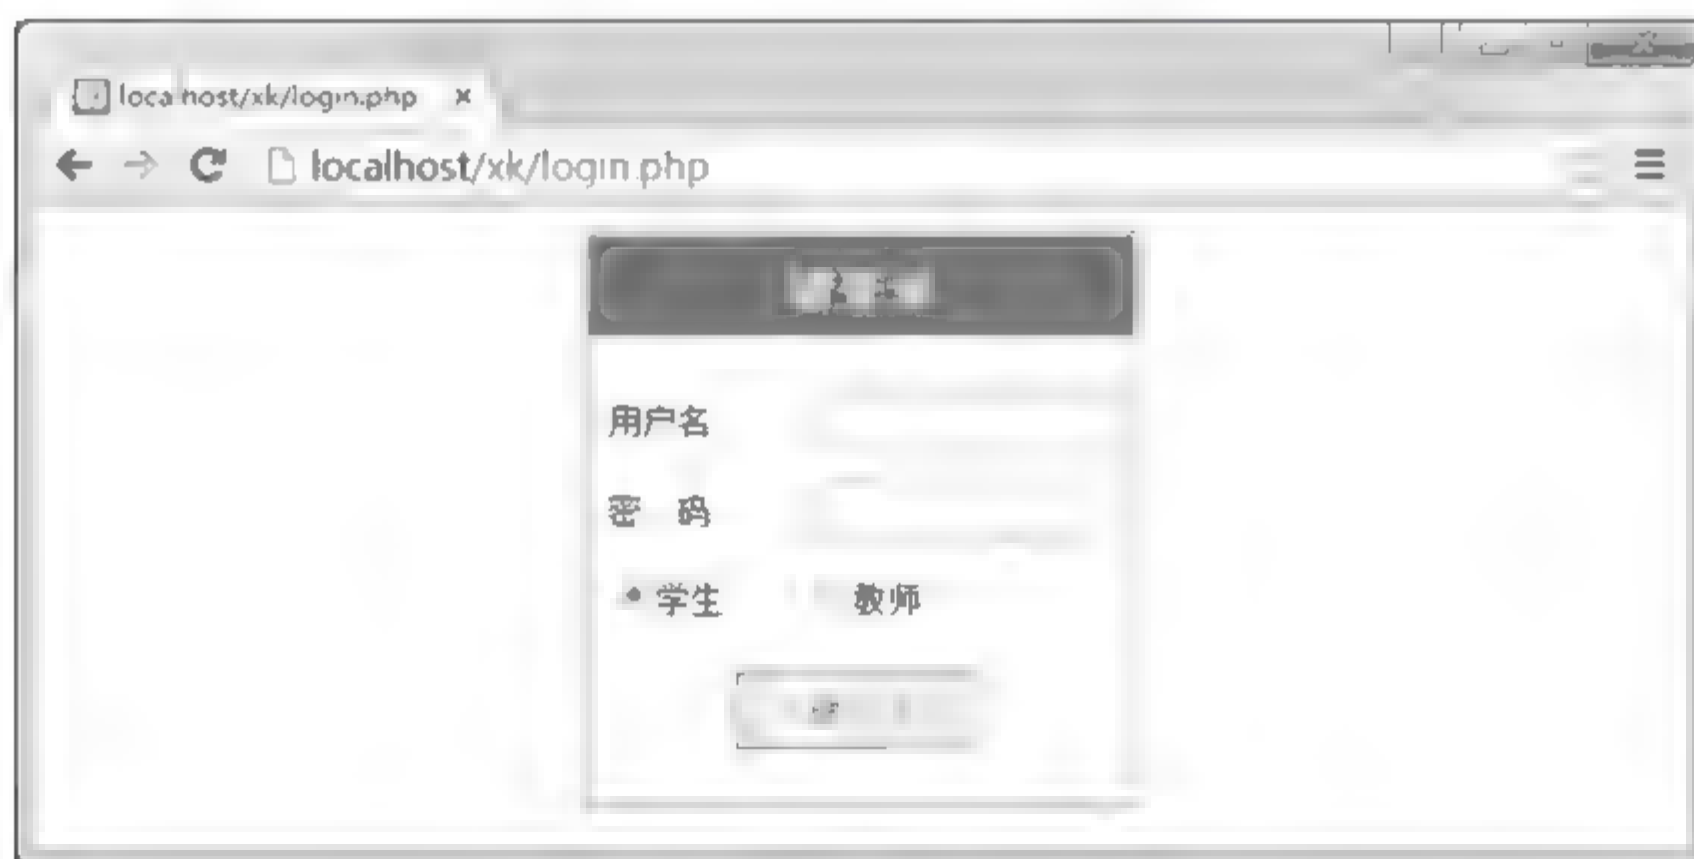 localhost/xk/login.php ×
localhost/xk/login.php
用户名
密 码
学生 教师